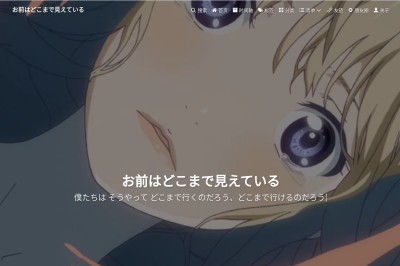 お前はどこまで見えている
搜索 首页 时间轴 标签 分类 清单 友链 关于
お前はどこまで見えている
僕たちは そうやって どこまで行くのだろう、どこまで行けるのだろう|